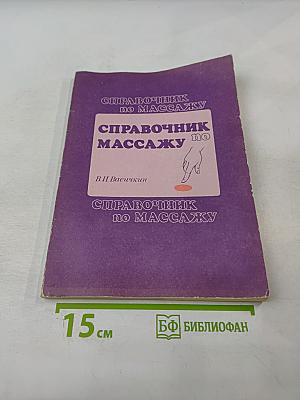 СПРАВОЧНИК
ПО МАССАЖУ
СПРАВОЧНИК
ПО
МАССАЖУ
В.И.Васичкин
СПРАВОЧНИК
ПО МАССАЖУ
15 см
БФ БИБЛИОФАН